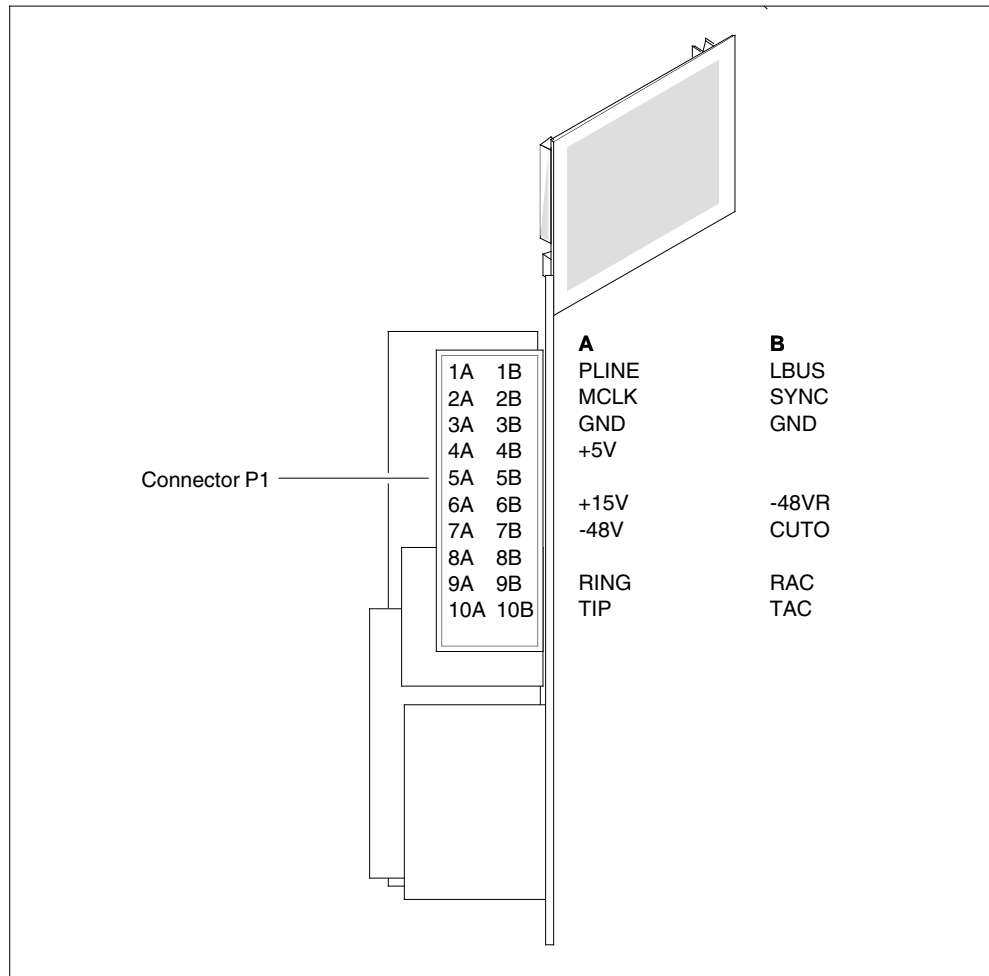 A B
1A 1B PLINE LBUS
2A 2B MCLK SYNC
3A 3B GND GND
4A 4B +5V
Connector P1 5A 5B
6A 6B +15V -48VR
7A 7B -48V CUTO
8A 8B
9A 9B RING RAC
10A 10B TIP TAC